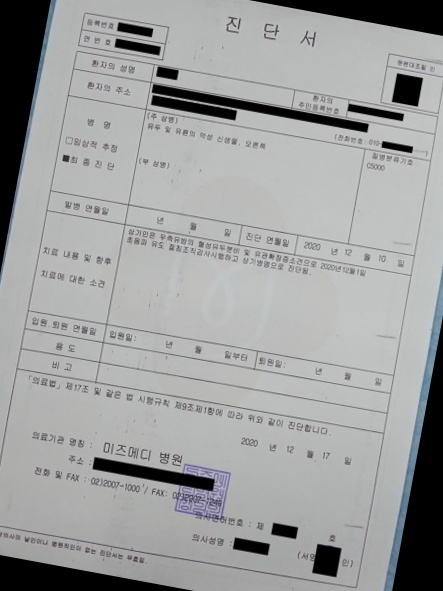 진 단 서
등록번호
연 번 호
병원대조필 인
환자의 성명
환자의 주민등록번호
환자의 주소
(전화번호 : 010-
병 명
□임상적 추정
■최 종 진 단
(주 상병)
유두 및 유륜의 악성 신생물, 오른쪽
(부 상병)
질병분류기호
C5000
발병 연월일
년 월 일
진단 연월일
2020 년 12 월 10 일
치료 내용 및 향후
치료에 대한 소견
상기인은 우측유방의 혈성유두분비 및 유관확장증소견으로 2020년12월1일
초음파 유도 절침조직검사시행하고 상기병명으로 진단됨.
입원.퇴원 연월일
입원일: 년 월 일부터
퇴원일: 년 월 일
용 도
비 고
「의료법」 제17조 및 같은 법 시행규칙 제9조제1항에 따라 위와 같이 진단합니다.
2020 년 12 월 17 일
의료기관 명칭 : 미즈메디 병원
주소 :
전화 및 FAX : 02)2007-1000 / FAX: 02)2007-
의사면허번호 : 제 호
의사성명 : (서명 인)
의사의 날인이나 병원직인이 없는 진단서는 무효임.